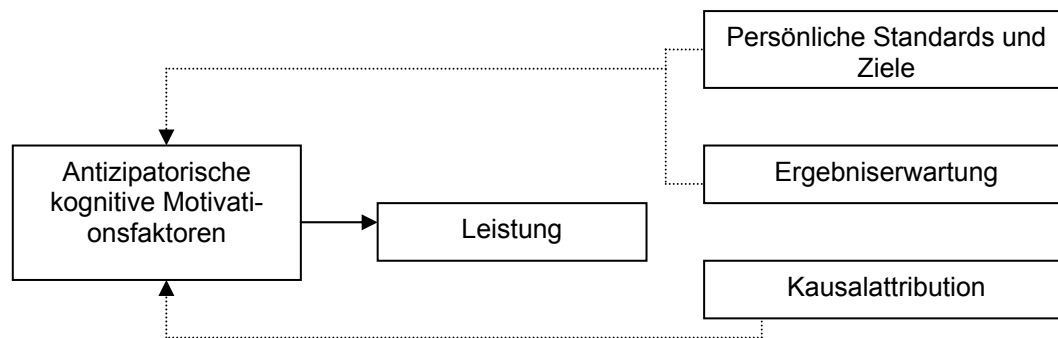 Persönliche Standards und
Ziele
Antizipatorische
kognitive Motivati-
onsfaktoren
Ergebniserwartung
Leistung
Kausalattribution